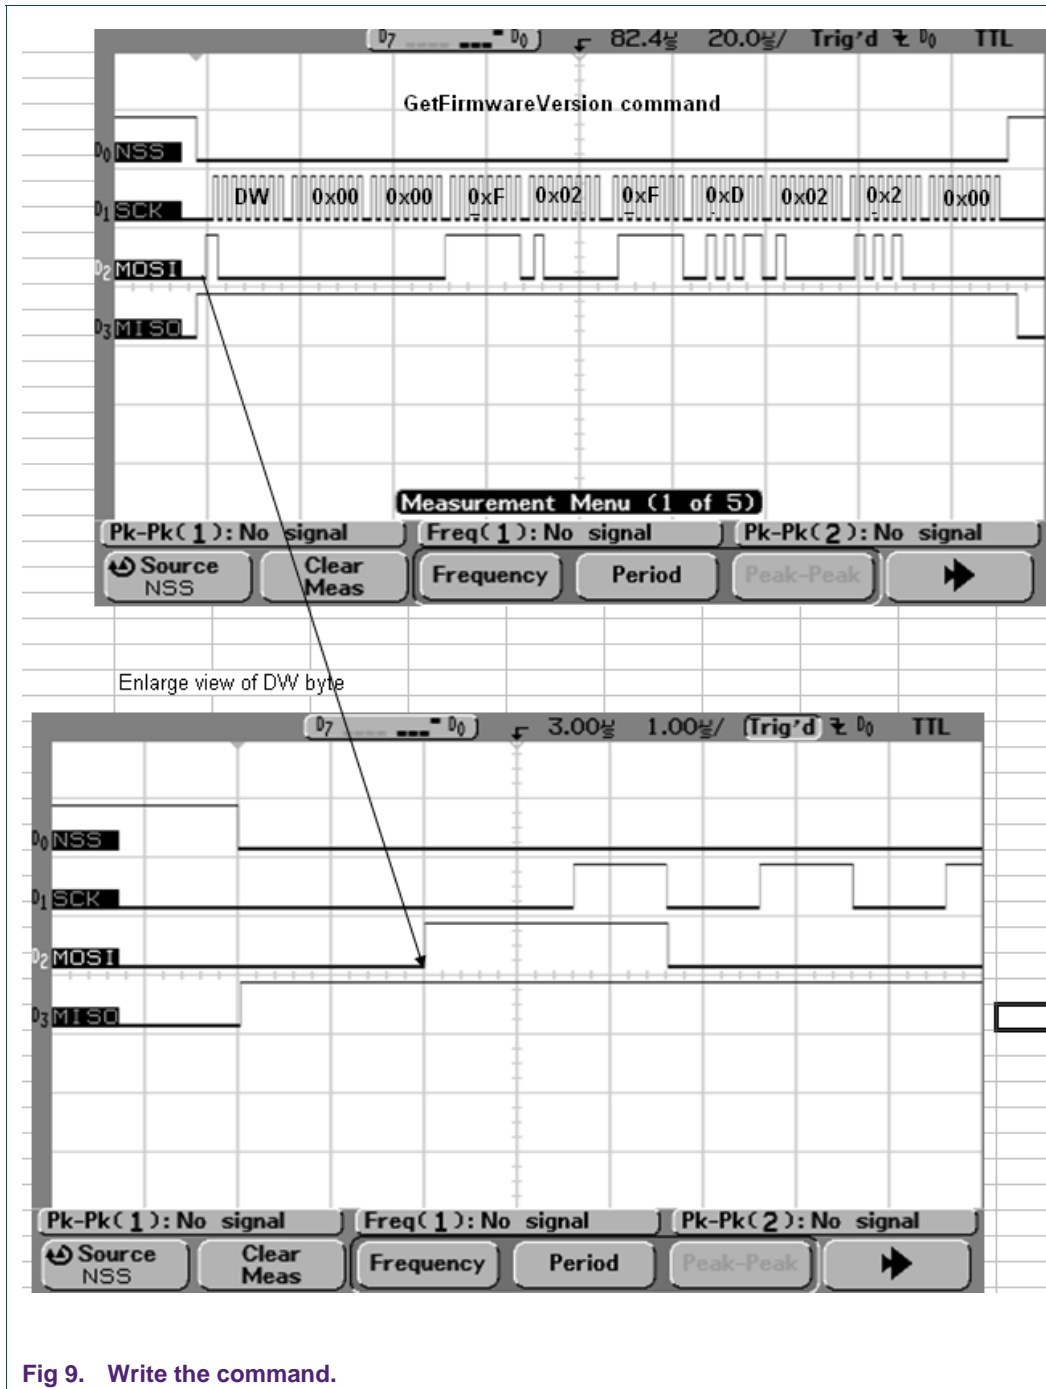 D7 D0 82.4us 20.0us/ Trig'd D0 TTL
GetFirmwareVersion command
D0 NSS
D1 SCK DW 0x00 0x00 0xF 0x02 0xF 0xD 0x02 0x2 0x00
D2 MOSI
D3 MISO
Measurement Menu (1 of 5)
Pk-Pk(1): No signal Freq(1): No signal Pk-Pk(2): No signal
Source Clear Frequency Period Peak-Peak
NSS Meas
Enlarge view of DW byte
D7 D0 3.00us 1.00us/ Trig'd D0 TTL
D0 NSS
D1 SCK
D2 MOSI
D3 MISO
Pk-Pk(1): No signal Freq(1): No signal Pk-Pk(2): No signal
Source Clear Frequency Period Peak-Peak
NSS Meas
Fig 9. Write the command.